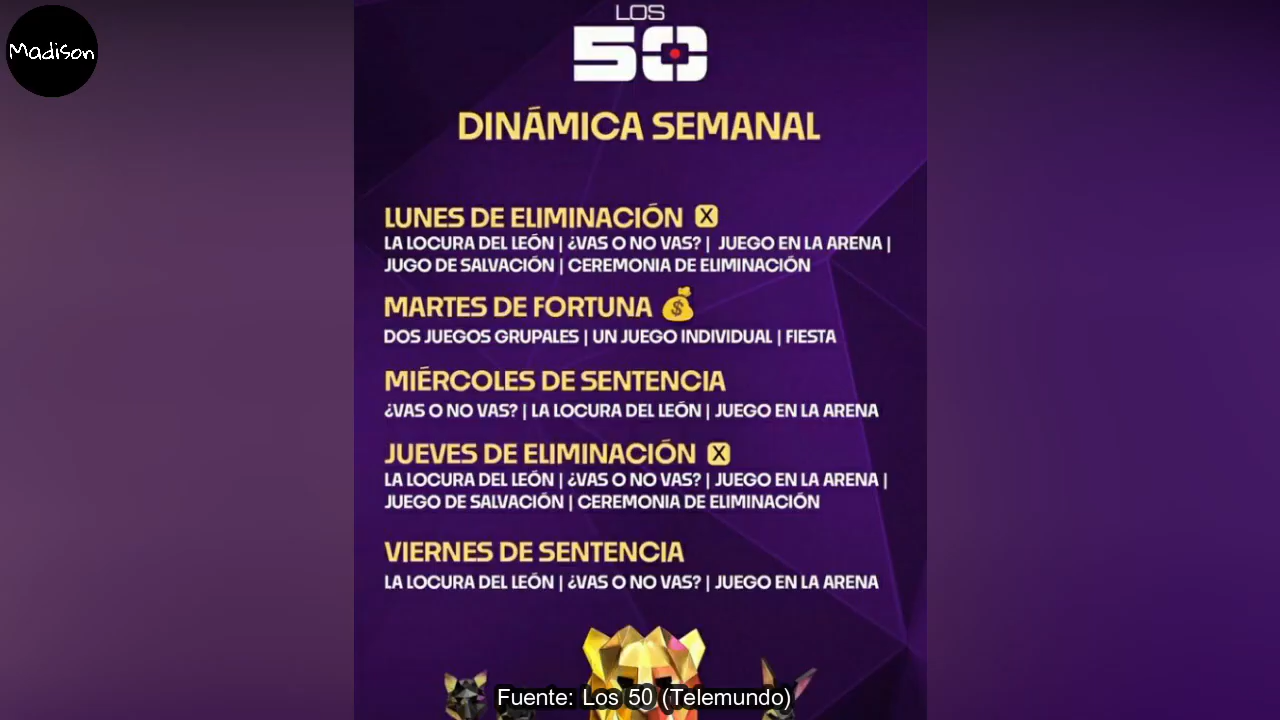 Madison
LOS
50
DINÁMICA SEMANAL
LUNES DE ELIMINACIÓN X
LA LOCURA DEL LEÓN | ¿VAS O NO VAS? | JUEGO EN LA ARENA |
JUGO DE SALVACIÓN | CEREMONIA DE ELIMINACIÓN
MARTES DE FORTUNA 💰
DOS JUEGOS GRUPALES | UN JUEGO INDIVIDUAL | FIESTA
MIÉRCOLES DE SENTENCIA
¿VAS O NO VAS? | LA LOCURA DEL LEÓN | JUEGO EN LA ARENA
JUEVES DE ELIMINACIÓN X
LA LOCURA DEL LEÓN | ¿VAS O NO VAS? | JUEGO EN LA ARENA |
JUEGO DE SALVACIÓN | CEREMONIA DE ELIMINACIÓN
VIERNES DE SENTENCIA
LA LOCURA DEL LEÓN | ¿VAS O NO VAS? | JUEGO EN LA ARENA
Fuente: Los 50 (Telemundo)